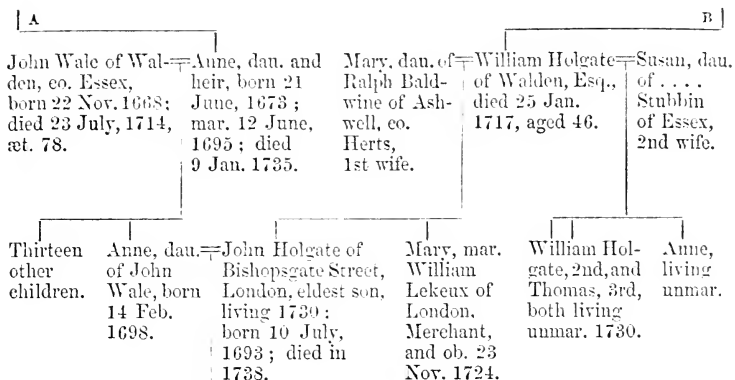 A
B
John Wale of Wal-
den, co. Essex,
born 22 Nov. 1668;
died 23 July, 1714,
æt. 78.
Anne, dau. and
heir, born 21
June, 1673;
mar. 12 June,
1695; died
9 Jan. 1735.
Mary, dau. of
Ralph Bald-
wine of Ash-
well, co.
Herts,
1st wife.
William Holgate
of Walden, Esq.,
died 25 Jan.
1717, aged 46.
Susan, dau.
of . . . .
Stubbin
of Essex,
2nd wife.
Thirteen
other
children.
Anne, dau.
of John
Wale, born
14 Feb.
1698.
John Holgate of
Bishopsgate Street,
London, eldest son,
living 1730:
born 10 July,
1693; died in
1738.
Mary, mar.
William
Lekeux of
London,
Merchant,
and ob. 23
Nov. 1724.
William Hol-
gate, 2nd, and
Thomas, 3rd,
both living
unmar. 1730.
Anne,
living
unmar.